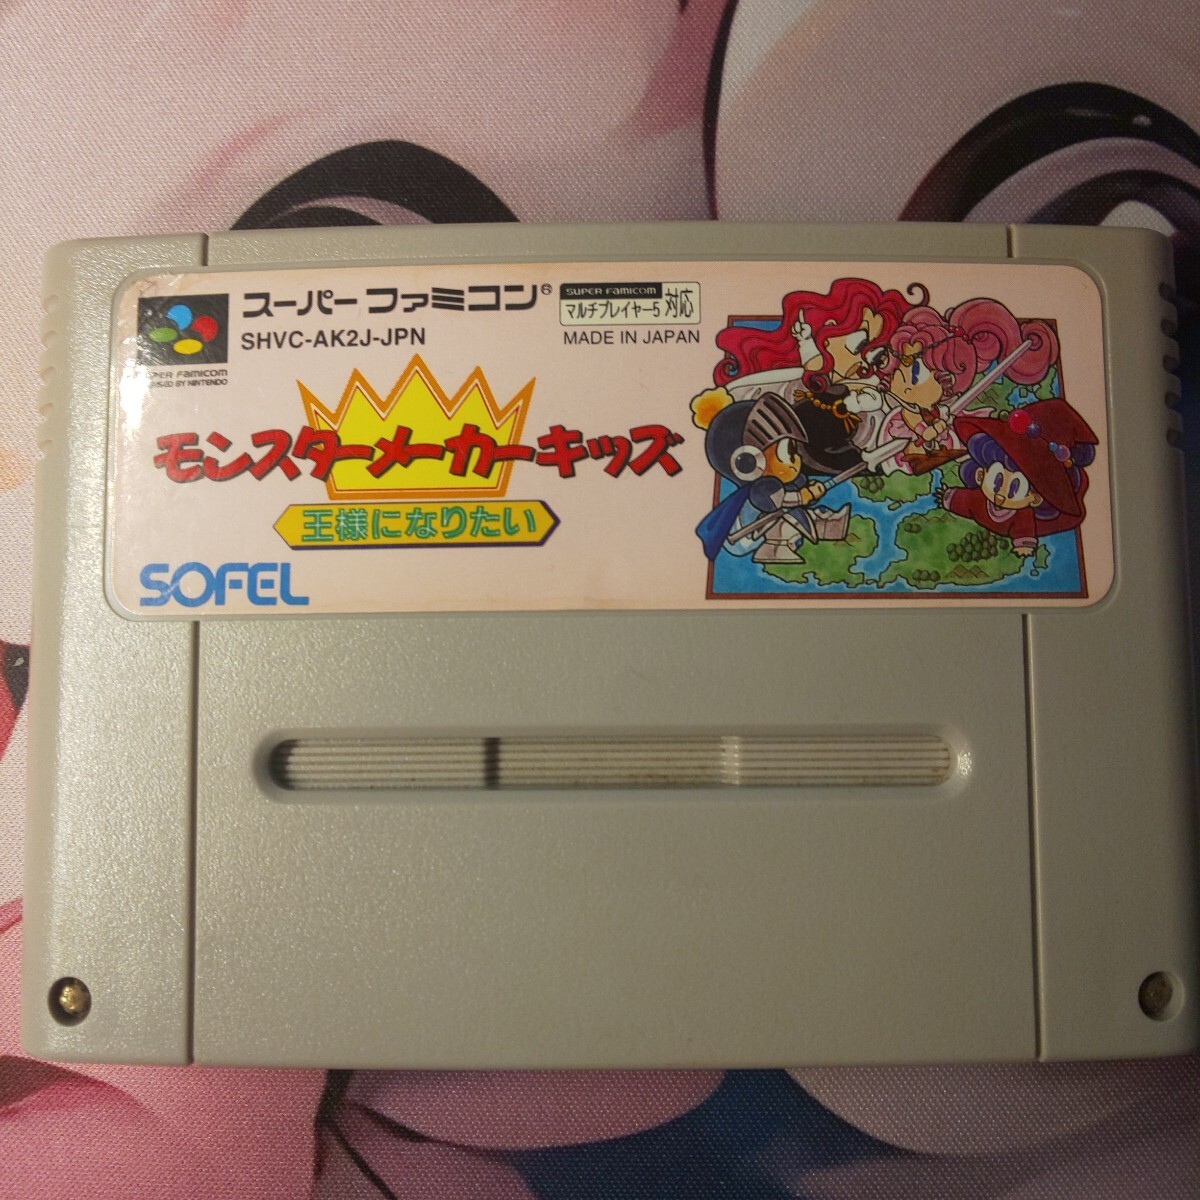 スーパーファミコン®
SHVC-AK2J-JPN
SUPER FAMICOM
マルチプレイヤー5 対応
MADE IN JAPAN
SUPER FAMICOM
BY NINTENDO
モンスターメーカーキッズ
王様になりたい
SOFEL